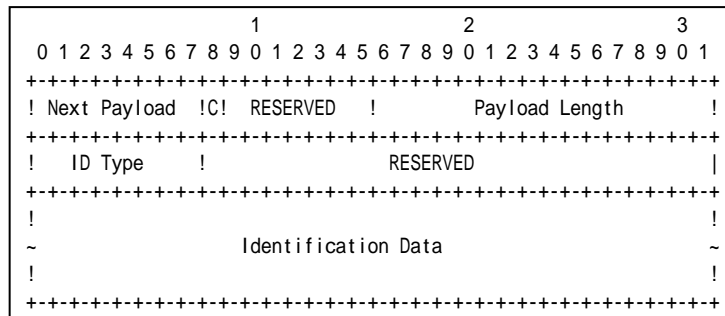 1                   2                   3
 0 1 2 3 4 5 6 7 8 9 0 1 2 3 4 5 6 7 8 9 0 1 2 3 4 5 6 7 8 9 0 1
+-+-+-+-+-+-+-+-+-+-+-+-+-+-+-+-+-+-+-+-+-+-+-+-+-+-+-+-+-+-+-+-+
! Next Payload  !C!  RESERVED   !         Payload Length        !
+-+-+-+-+-+-+-+-+-+-+-+-+-+-+-+-+-+-+-+-+-+-+-+-+-+-+-+-+-+-+-+-+
!   ID Type     !                 RESERVED                      |
+-+-+-+-+-+-+-+-+-+-+-+-+-+-+-+-+-+-+-+-+-+-+-+-+-+-+-+-+-+-+-+-+
!                                                               !
~                    Identification Data                        ~
!                                                               !
+-+-+-+-+-+-+-+-+-+-+-+-+-+-+-+-+-+-+-+-+-+-+-+-+-+-+-+-+-+-+-+-+